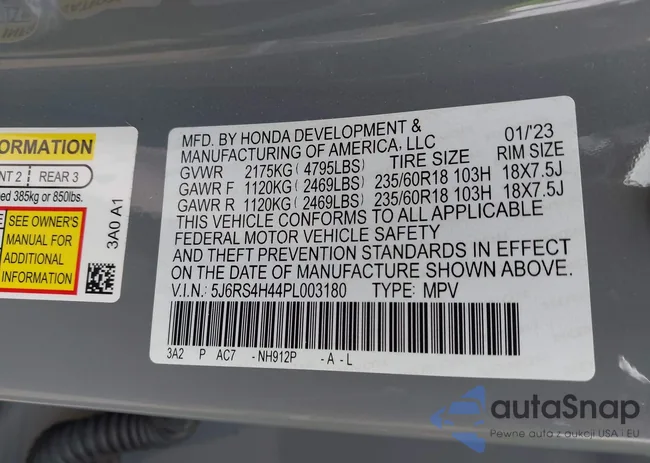 ORMATION
NT 2 REAR 3
ed 385kg or 850lbs.
SEE OWNER'S
MANUAL FOR
ADDITIONAL
INFORMATION
3A0 A1
MFD. BY HONDA DEVELOPMENT &
MANUFACTURING OF AMERICA, LLC 01/'23
GVWR 2175KG( 4795LBS) TIRE SIZE RIM SIZE
GAWR F 1120KG( 2469LBS) 235/60R18 103H 18X7.5J
GAWR R 1120KG( 2469LBS) 235/60R18 103H 18X7.5J
THIS VEHICLE CONFORMS TO ALL APPLICABLE
FEDERAL MOTOR VEHICLE SAFETY
AND THEFT PREVENTION STANDARDS IN EFFECT
ON THE DATE OF MANUFACTURE SHOWN ABOVE.
V.I.N.: 5J6RS4H44PL003180 TYPE: MPV
3A2 P AC7 - NH912P - A - L
autaSnap
Pewne auta z aukcji USA i EU